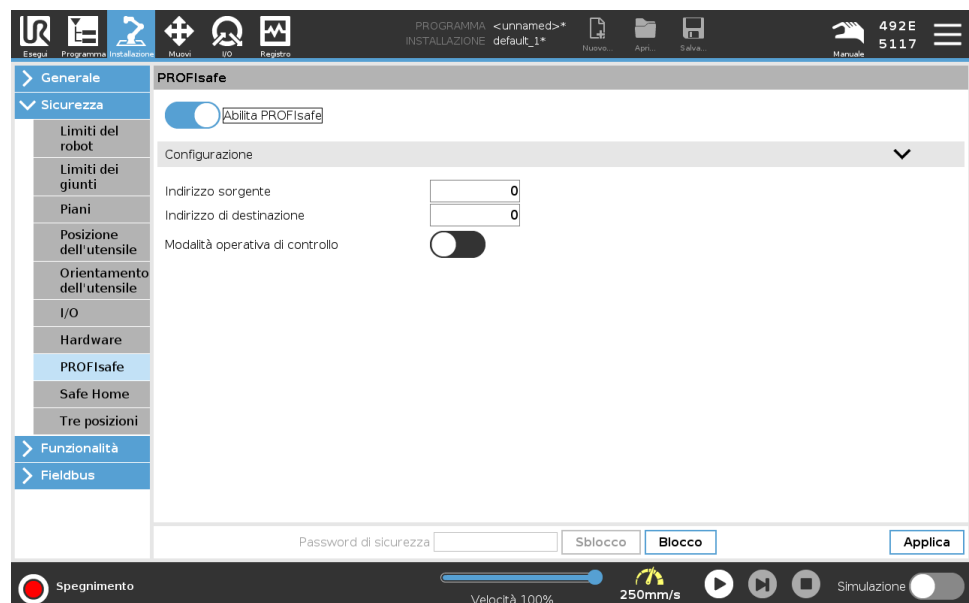 PROGRAMMA <unnamed>*
INSTALLAZIONE default_1*
UR
Esegui
Programma
Installazione
Muovi
I/O
Registro
Nuovo...
Apri...
Salva...
Manuale
492E
5117
Generale
Sicurezza
Limiti del
robot
Limiti dei
giunti
Piani
Posizione
dell'utensile
Orientamento
dell'utensile
I/O
Hardware
PROFIsafe
Safe Home
Tre posizioni
Funzionalità
Fieldbus
PROFIsafe
Abilita PROFIsafe
Configurazione
Indirizzo sorgente 0
Indirizzo di destinazione 0
Modalità operativa di controllo
Password di sicurezza
Sblocco
Blocco
Applica
Spegnimento
Velocità 100%
250mm/s
Simulazione